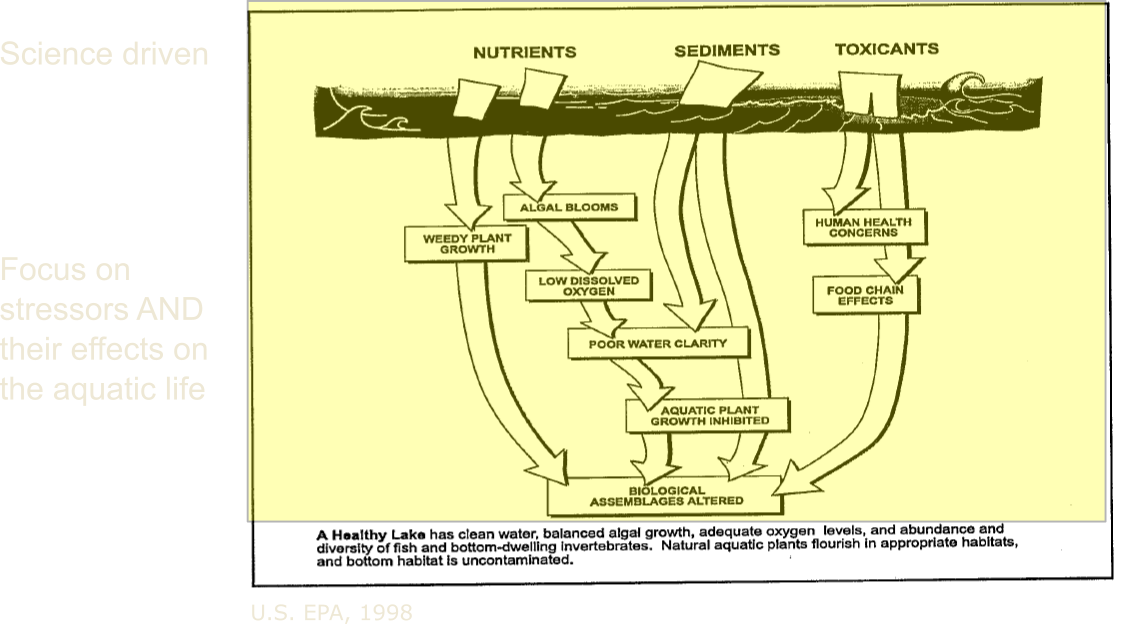 Science driven
Focus on
stressors AND
their effects on
the aquatic life
NUTRIENTS
SEDIMENTS
TOXICANTS
ALGAL BLOOMS
WEEDY PLANT
GROWTH
HUMAN HEALTH
CONCERNS
LOW DISSOLVED
OXYGEN
FOOD CHAIN
EFFECTS
POOR WATER CLARITY
AQUATIC PLANT
GROWTH INHIBITED
BIOLOGICAL
ASSEMBLAGES ALTERED
A Healthy Lake has clean water, balanced algal growth, adequate oxygen levels, and abundance and
diversity of fish and bottom-dwelling invertebrates. Natural aquatic plants flourish in appropriate habitats,
and bottom habitat is uncontaminated.
U.S. EPA, 1998